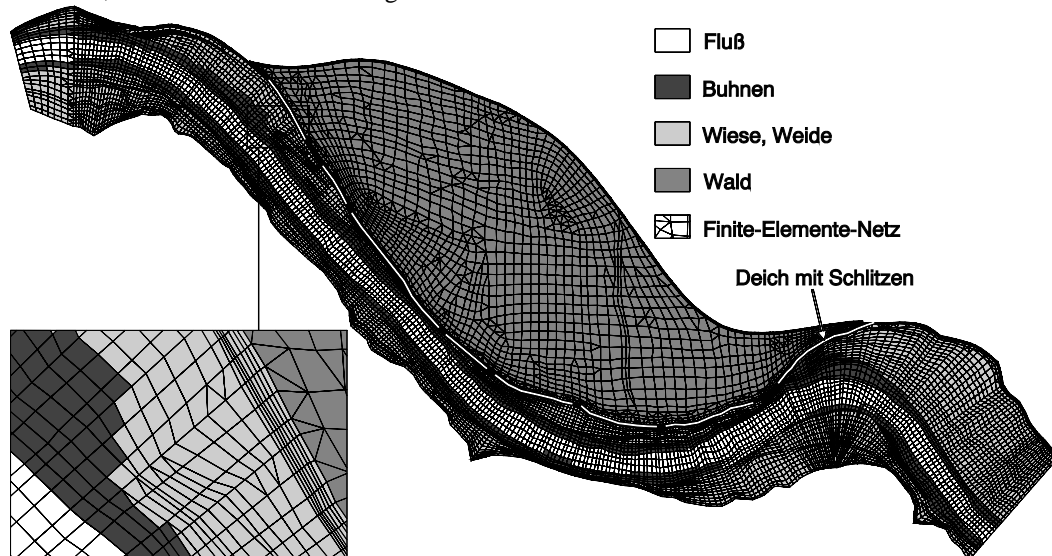 Fluß
Buhnen
Wiese, Weide
Wald
Finite-Elemente-Netz
Deich mit Schlitzen